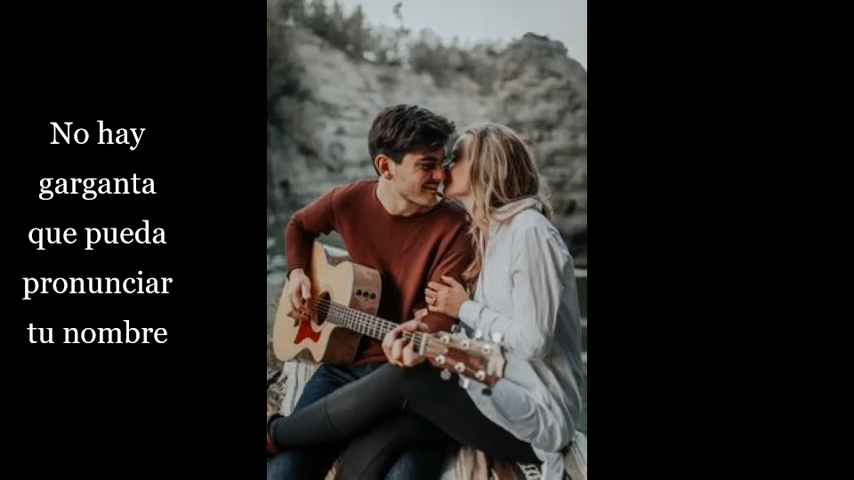 No hay
garganta
que pueda
pronunciar
tu nombre